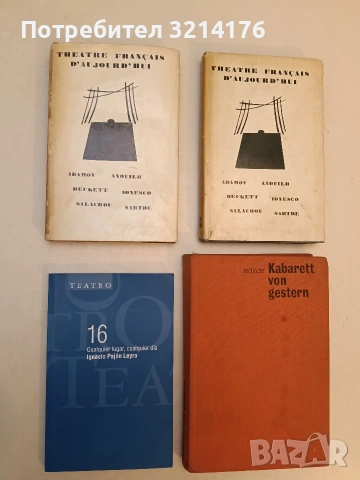 Потребител 3214176
THEATRE FRANÇAIS
D'AUJOURD'HUI
ADAMOV ANOUILH
BECKETT IONESCO
SALACROU SARTRE
THEATRE FRANÇAIS
D'AUJOURD'HUI
ADAMOV ANOUILH
BECKETT IONESCO
SALACROU SARTRE
TEATRO
16
Cualquier lugar, cualquier día
Ignacio Pajón Leyra
HÖSCH Kabarett
von
gestern
BAZAR